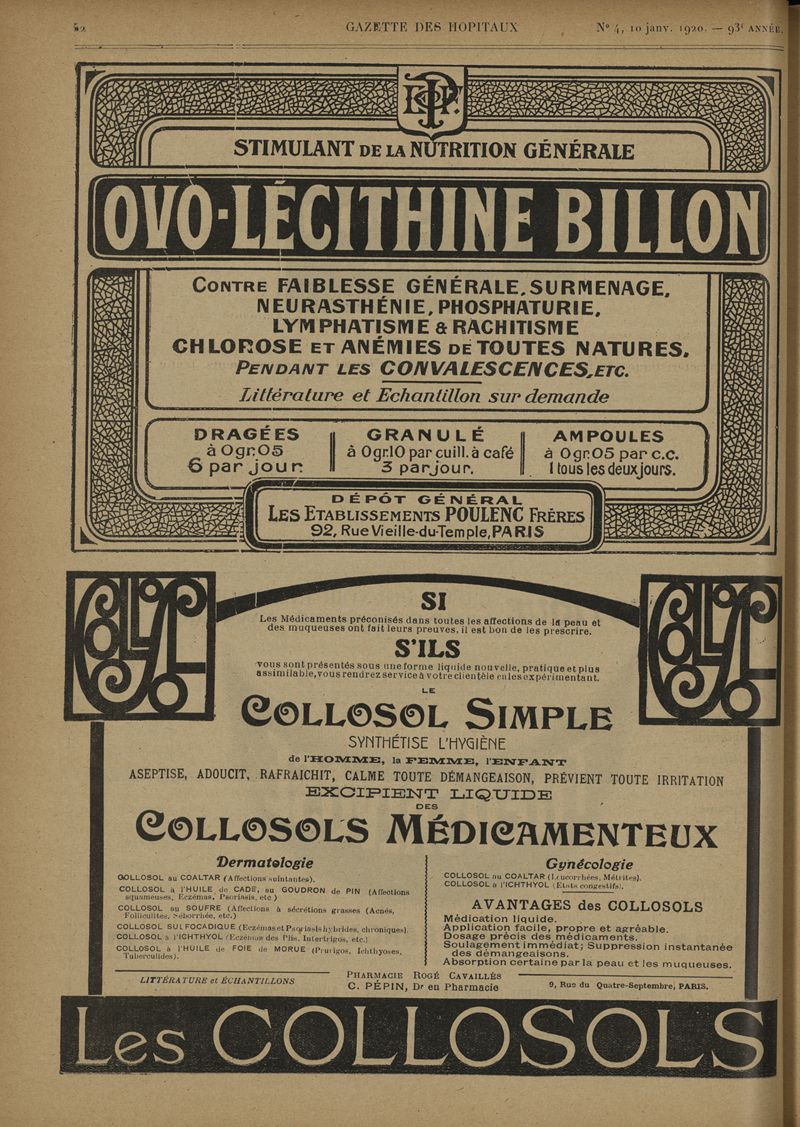 52 GAZETTE DES HOPITAUX N° 4, 10 janv. 1920. — 93e ANNÉE.
STIMULANT DE LA NUTRITION GÉNÉRALE
OVO-LÉCITHINE BILLON
CONTRE FAIBLESSE GÉNÉRALE, SURMENAGE,
NEURASTHÉNIE, PHOSPHATURIE,
LYMPHATISME & RACHITISME
CHLOROSE ET ANÉMIES DE TOUTES NATURES.
PENDANT LES CONVALESCENCES, ETC.
Littérature et Echantillon sur demande
DRAGÉES
à 0gr.05
6 par jour
GRANULÉ
à 0gr.10 par cuill. à café
3 par jour.
AMPOULES
à 0gr.05 par c.c.
1 tous les deux jours.
DÉPÔT GÉNÉRAL
LES ETABLISSEMENTS POULENC FRÈRES
92, Rue Vieille-du-Temple, PARIS
SI
Les Médicaments préconisés dans toutes les affections de la peau et
des muqueuses ont fait leurs preuves, il est bon de les prescrire.
S'ILS
vous sont présentés sous une forme liquide nouvelle, pratique et plus
assimilable, vous rendrez service à votre clientèle en les expérimentant.
LE
COLLOSOL SIMPLE
SYNTHÉTISE L'HYGIÈNE
de l'HOMME, la FEMME, l'ENFANT
ASEPTISE, ADOUCIT, RAFRAICHIT, CALME TOUTE DÉMANGEAISON, PRÉVIENT TOUTE IRRITATION
EXCIPIENT LIQUIDE
DES
COLLOSOLS MÉDICAMENTEUX
Dermatologie
COLLOSOL au COALTAR (Affections suintantes).
COLLOSOL à l'HUILE de CADE, au GOUDRON de PIN (Affections
squameuses, Eczémas, Psoriasis, etc.)
COLLOSOL au SOUFRE (Affections à sécrétions grasses (Acnés,
Folliculites, Séborrhée, etc.)
COLLOSOL SULFOCADIQUE (Eczémas et Psoriasis hybrides, chroniques).
COLLOSOL à l'ICHTHYOL (Eczémas des Plis, Intertrigos, etc.)
COLLOSOL à l'HUILE de FOIE de MORUE (Prurigos, Ichthyoses,
Tuberculides).
Gynécologie
COLLOSOL au COALTAR (Leucorrhées, Métrites).
COLLOSOL à l'ICHTHYOL (Etats congestifs).
AVANTAGES des COLLOSOLS
Médication liquide.
Application facile, propre et agréable.
Dosage précis des médicaments.
Soulagement immédiat; Suppression instantanée
des démangeaisons.
Absorption certaine par la peau et les muqueuses.
LITTÉRATURE et ÉCHANTILLONS
PHARMACIE ROGÉ CAVAILLÈS
C. PÉPIN, Dr en Pharmacie
9, Rue du Quatre-Septembre, PARIS.
Les COLLOSOLS